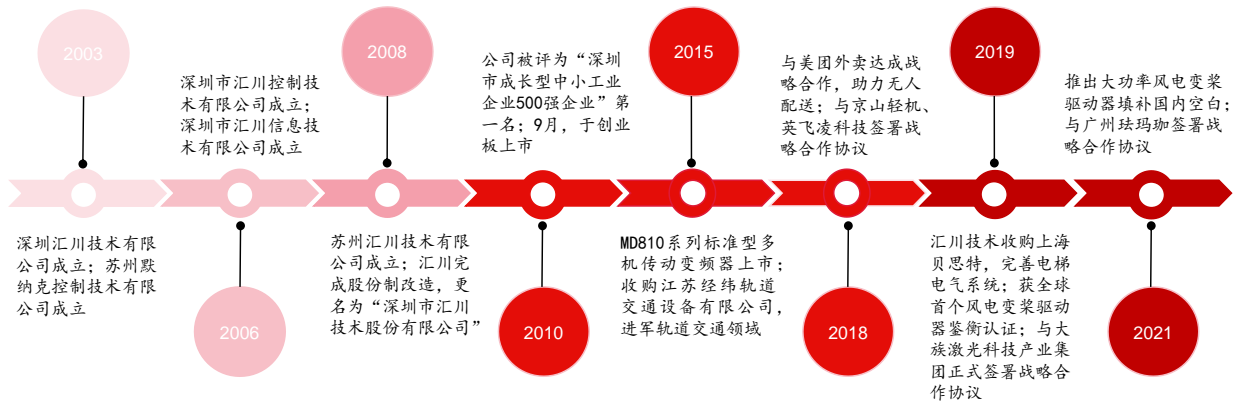 2003
深圳汇川技术有限
公司成立；苏州默
纳克控制技术有限
公司成立
深圳市汇川控制技
术有限公司成立；
深圳市汇川信息技
术有限公司成立
2006
2008
苏州汇川技术有限
公司成立；汇川完
成股份制改造，更
名为“深圳市汇川
技术股份有限公司”
公司被评为“深圳
市成长型中小工业
企业500强企业”第
一名；9月，于创业
板上市
2010
2015
MD810系列标准型多
机传动变频器上市；
收购江苏经纬轨道
交通设备有限公司，
进军轨道交通领域
与美团外卖达成战
略合作，助力无人
配送；与京山轻机、
英飞凌科技签署战
略合作协议
2018
2019
汇川技术收购上海
贝思特，完善电梯
电气系统；获全球
首个风电变桨驱动
器鉴衡认证；与大
族激光科技产业集
团正式签署战略合
作协议
推出大功率风电变桨
驱动器填补国内空白；
与广州珐玛珈签署战
略合作协议
2021